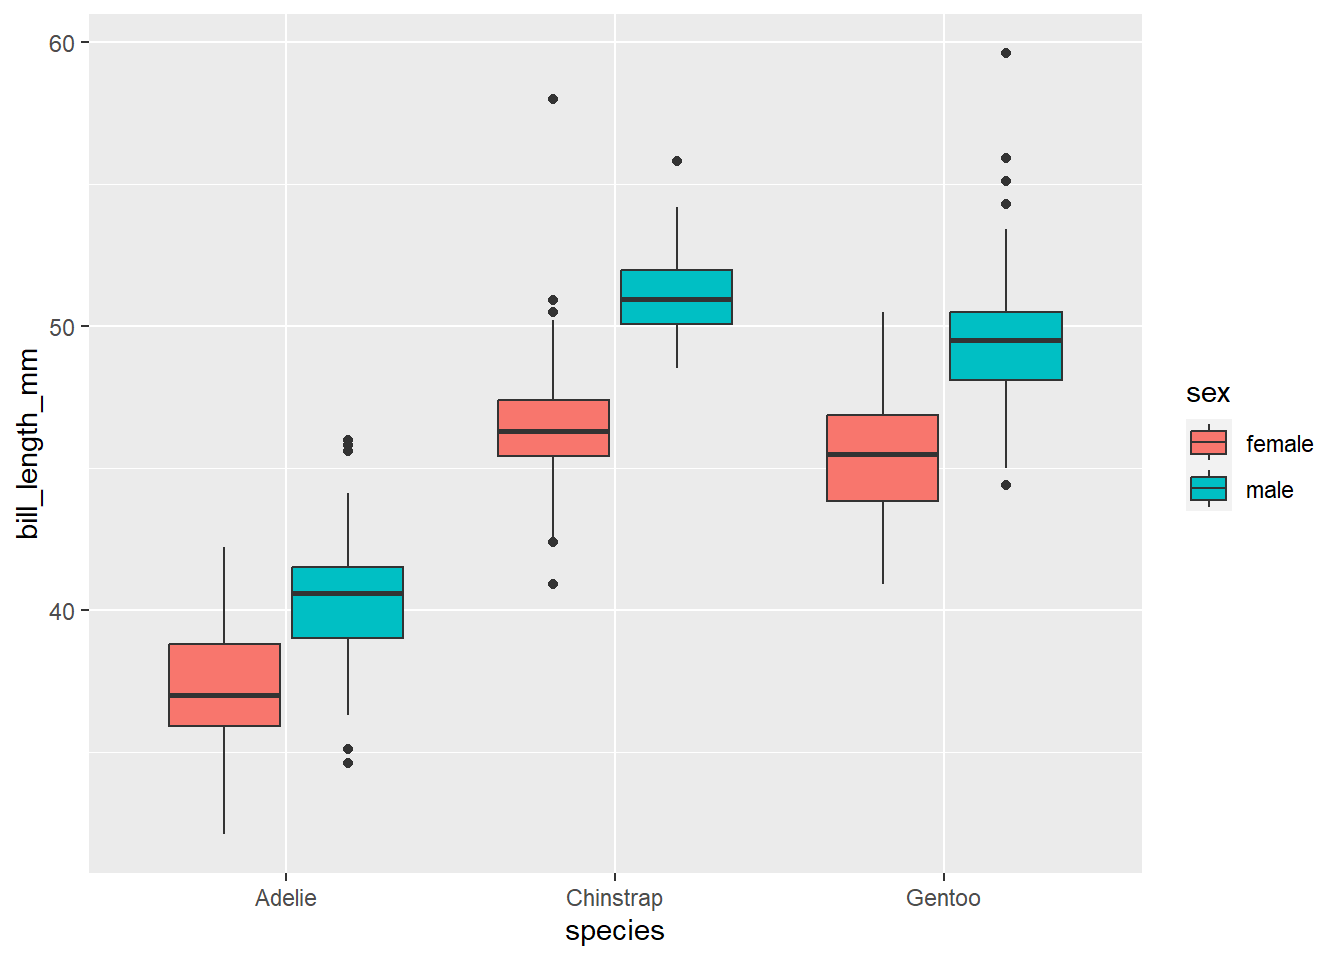 60
50
40
bill_length_mm
Adelie
Chinstrap
Gentoo
species
sex
female
male